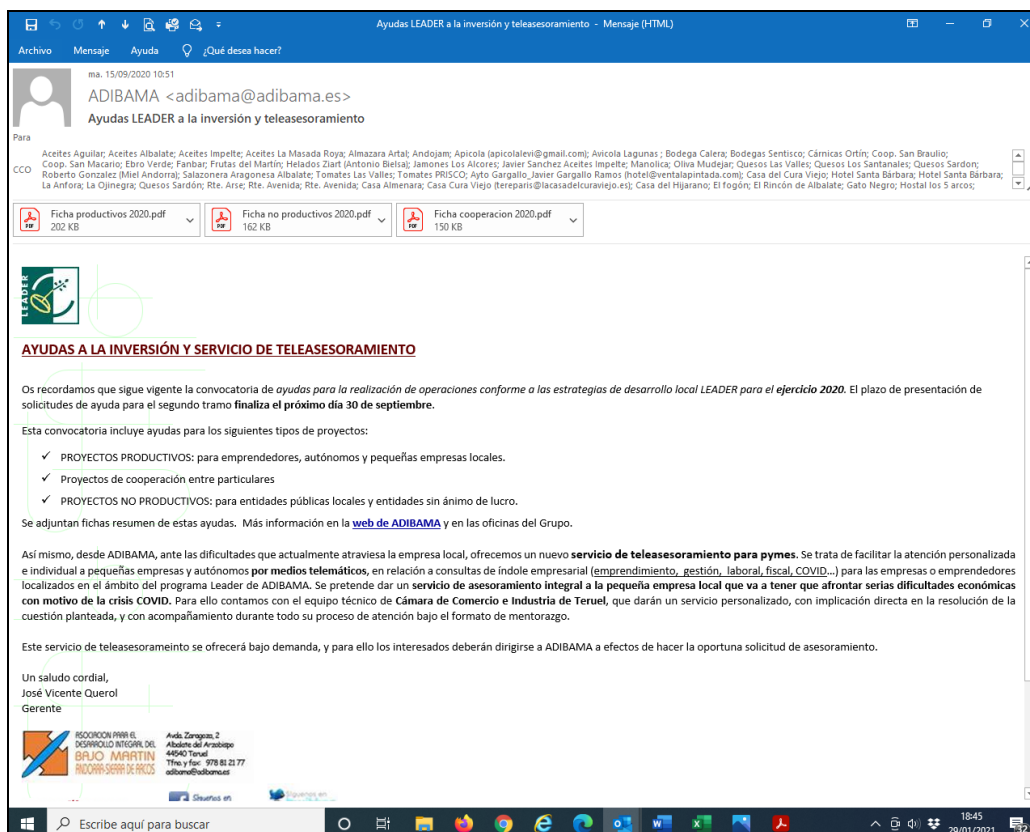 Ayudas LEADER a la inversión y teleasesoramiento - Mensaje (HTML)
Archivo Mensaje Ayuda ¿Qué desea hacer?
ma. 15/09/2020 10:51
ADIBAMA <adibama@adibama.es>
Ayudas LEADER a la inversión y teleasesoramiento
Para
CCO
Aceites Aguilar; Aceites Albalate; Aceites Impelte; Aceites La Masada Roya; Almazara Artal; Andojam; Apicola (apicolalevi@gmail.com); Avicola Lagunas ; Bodega Calera; Bodegas Sentisco; Cárnicas Ortín; Coop. San Braulio;
Coop. San Macario; Ebro Verde; Fanbar; Frutas del Martín; Helados Ziart (Antonio Bielsa); Jamones Los Alcores; Javier Sanchez Aceites Impelte; Manolica; Oliva Mudejar; Quesos Las Valles; Quesos Los Santanales; Quesos Sardon;
Roberto Gonzalez (Miel Andorra); Salazonera Aragonesa Albalate; Tomates Las Valles; Tomates PRISCO; Ayto Gargallo_Javier Gargallo Ramos (hotel@ventalapintada.com); Casa del Cura Viejo; Hotel Santa Bárbara; Hotel Santa Bárbara;
La Anfora; La Ojinegra; Quesos Sardón; Rte. Arse; Rte. Avenida; Rte. Avenida; Casa Almenara; Casa Cura Viejo (tereparis@lacasadelcuraviejo.es); Casa del Hijarano; El fogón; El Rincón de Albalate; Gato Negro; Hostal los 5 arcos;
Ficha productivos 2020.pdf
202 KB
Ficha no productivos 2020.pdf
162 KB
Ficha cooperacion 2020.pdf
150 KB
LEADER
AYUDAS A LA INVERSIÓN Y SERVICIO DE TELEASESORAMIENTO
Os recordamos que sigue vigente la convocatoria de ayudas para la realización de operaciones conforme a las estrategias de desarrollo local LEADER para el ejercicio 2020. El plazo de presentación de
solicitudes de ayuda para el segundo tramo finaliza el próximo día 30 de septiembre.
Esta convocatoria incluye ayudas para los siguientes tipos de proyectos:
✓ PROYECTOS PRODUCTIVOS: para emprendedores, autónomos y pequeñas empresas locales.
✓ Proyectos de cooperación entre particulares
✓ PROYECTOS NO PRODUCTIVOS: para entidades públicas locales y entidades sin ánimo de lucro.
Se adjuntan fichas resumen de estas ayudas. Más información en la web de ADIBAMA y en las oficinas del Grupo.
Así mismo, desde ADIBAMA, ante las dificultades que actualmente atraviesa la empresa local, ofrecemos un nuevo servicio de teleasesoramiento para pymes. Se trata de facilitar la atención personalizada
e individual a pequeñas empresas y autónomos por medios telemáticos, en relación a consultas de índole empresarial (emprendimiento, gestión, laboral, fiscal, COVID...) para las empresas o emprendedores
localizados en el ámbito del programa Leader de ADIBAMA. Se pretende dar un servicio de asesoramiento integral a la pequeña empresa local que va a tener que afrontar serias dificultades económicas
con motivo de la crisis COVID. Para ello contamos con el equipo técnico de Cámara de Comercio e Industria de Teruel, que darán un servicio personalizado, con implicación directa en la resolución de la
cuestión planteada, y con acompañamiento durante todo su proceso de atención bajo el formato de mentorazgo.
Este servicio de teleasesorameinto se ofrecerá bajo demanda, y para ello los interesados deberán dirigirse a ADIBAMA a efectos de hacer la oportuna solicitud de asesoramiento.
Un saludo cordial,
José Vicente Querol
Gerente
ASOCIACION PARA EL
DESARROLLO INTEGRAL DEL
BAJO MARTIN
ANDORRA-SIERRA DE ARCOS
Avda. Zaragoza, 2
Albalate del Arzobispo
44540 Teruel
Tfno. y fax: 978 81 21 77
adibama@adibama.es
Síguenos en
Síguenos en
Escribe aquí para buscar
18:45
29/01/2021